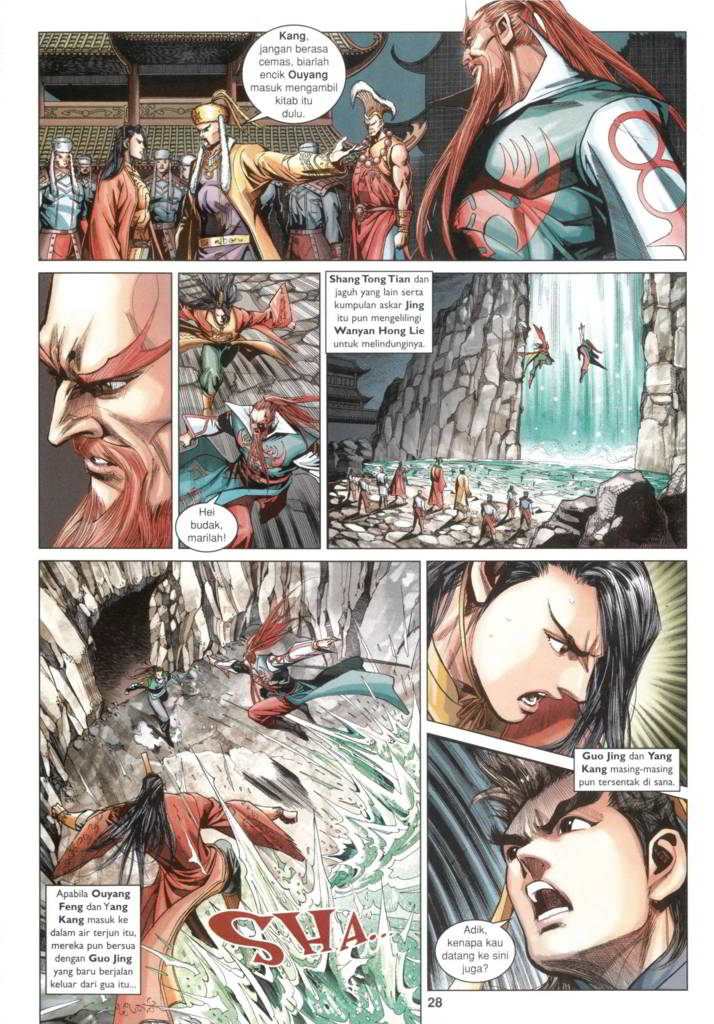 Kang,
jangan berasa
cemas, biarlah
encik Ouyang
masuk mengambil
kitab itu
dulu.
Hei
budak,
marilah!
Shang Tong Tian dan
jaguh yang lain serta
kumpulan askar Jing
itu pun mengelilingi
Wanyan Hong Lie
untuk melindunginya.
Apabila Ouyang
Feng dan Yang
Kang masuk ke
dalam air terjun itu,
mereka pun bersua
dengan Guo Jing
yang baru berjalan
keluar dari gua itu...
SHA...
Guo Jing dan Yang
Kang masing-masing
pun tersentak di sana.
Adik,
kenapa kau
datang ke sini
juga?
28